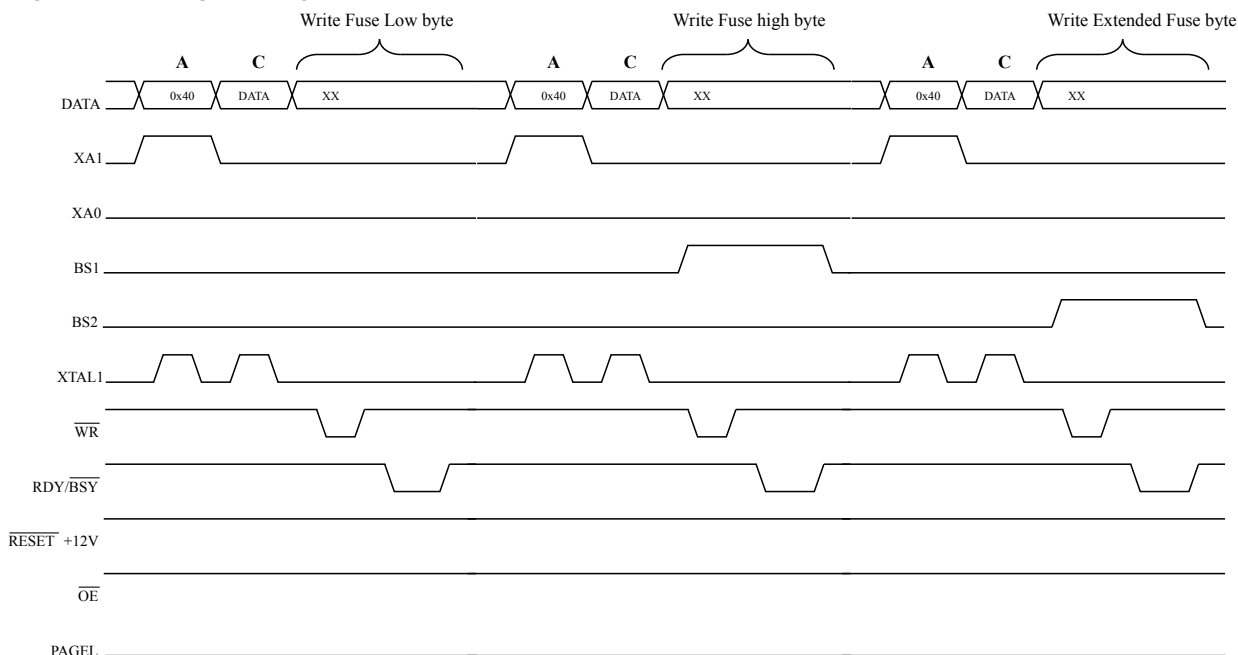 Write Fuse Low byte Write Fuse high byte Write Extended Fuse byte
A C A C A C
DATA 0x40 DATA XX 0x40 DATA XX 0x40 DATA XX
XA1
XA0
BS1
BS2
XTAL1
WR
RDY/BSY
RESET +12V
OE
PAGEL